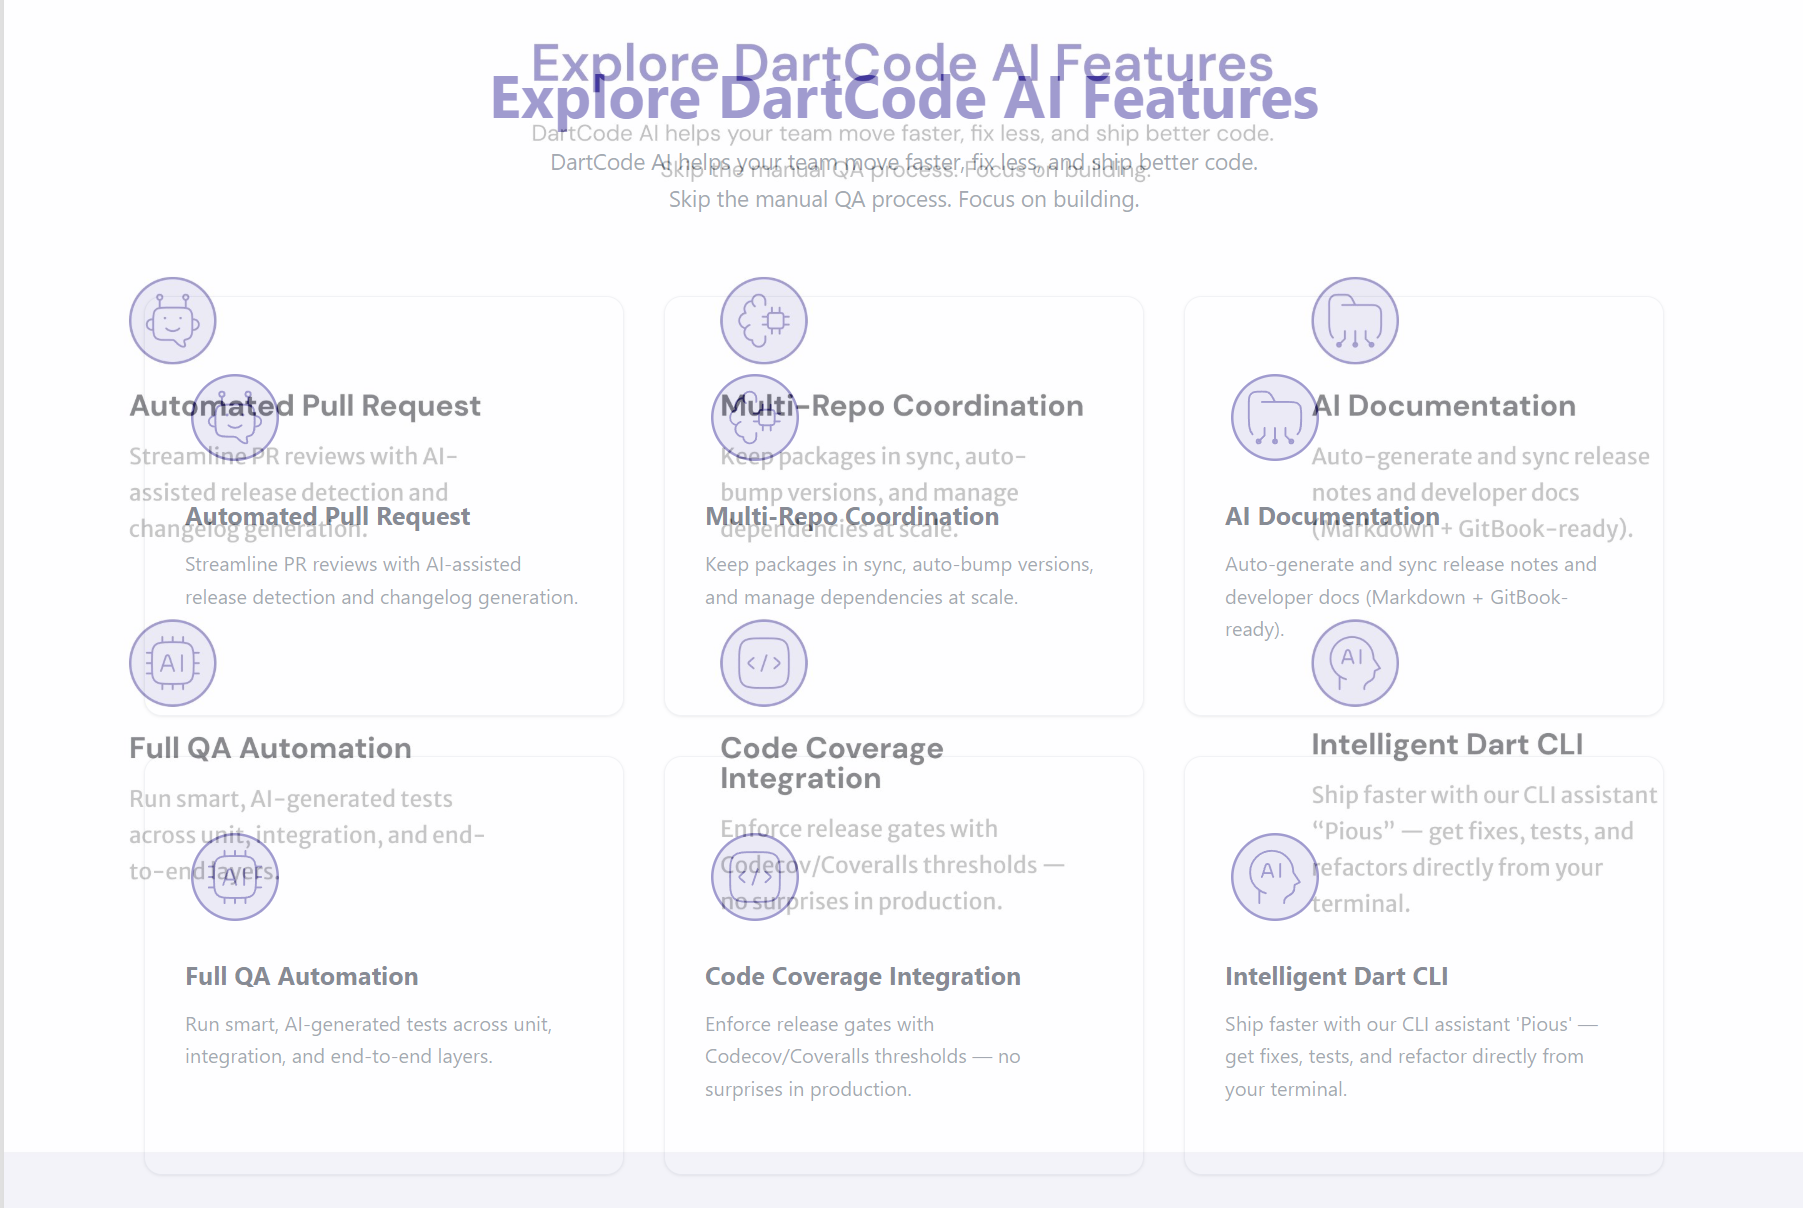 Explore DartCode AI Features
Explore DartCode AI Features
DartCode AI helps your team move faster, fix less, and ship better code.
DartCode AI helps your team move faster, fix less, and ship better code.
Skip the manual QA process. Focus on building.
Skip the manual QA process. Focus on building.
Automated Pull Request
Streamline PR reviews with AI-
assisted release detection and
changelog generation.
Multi-Repo Coordination
Keep packages in sync, auto-
bump versions, and manage
dependencies at scale.
AI Documentation
Auto-generate and sync release
notes and developer docs
(Markdown + GitBook-ready).
Automated Pull Request
Streamline PR reviews with AI-assisted
release detection and changelog generation.
Multi-Repo Coordination
Keep packages in sync, auto-bump versions,
and manage dependencies at scale.
AI Documentation
Auto-generate and sync release notes and
developer docs (Markdown + GitBook-
ready).
AI
</>
AI
Full QA Automation
Run smart, AI-generated tests
across unit, integration, and end-
to-end layers.
Code Coverage
Integration
Enforce release gates with
Codecov/Coveralls thresholds —
no surprises in production.
Intelligent Dart CLI
Ship faster with our CLI assistant
“Pious” — get fixes, tests, and
refactors directly from your
terminal.
AI
</>
AI
Full QA Automation
Run smart, AI-generated tests across unit,
integration, and end-to-end layers.
Code Coverage Integration
Enforce release gates with
Codecov/Coveralls thresholds — no
surprises in production.
Intelligent Dart CLI
Ship faster with our CLI assistant 'Pious' —
get fixes, tests, and refactor directly from
your terminal.